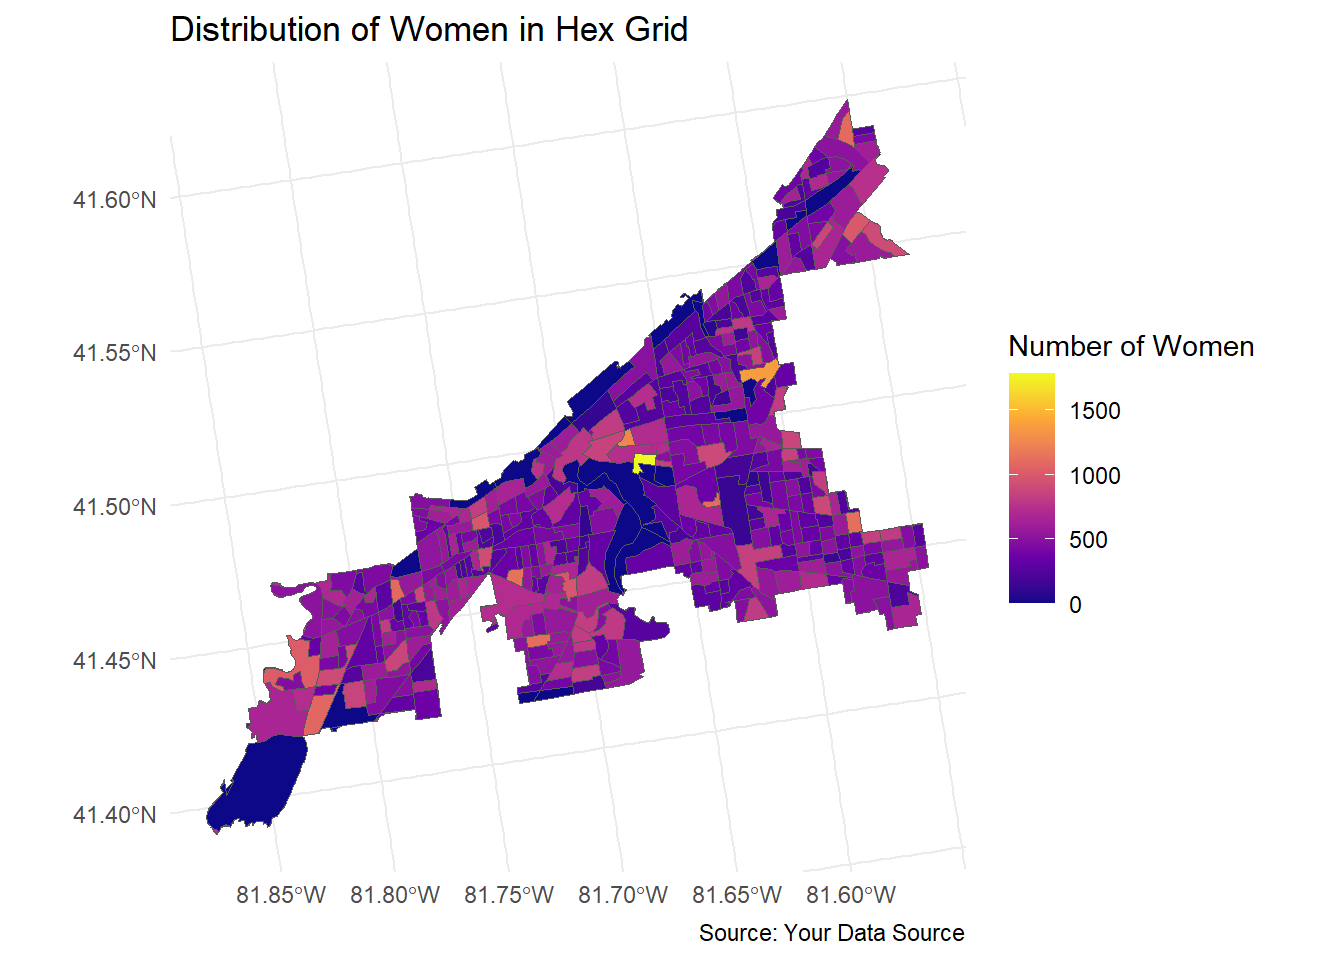 Distribution of Women in Hex Grid
41.60°N
41.55°N
41.50°N
41.45°N
41.40°N
81.85°W
81.80°W
81.75°W
81.70°W
81.65°W
81.60°W
Number of Women
1500
1000
500
0
Source: Your Data Source